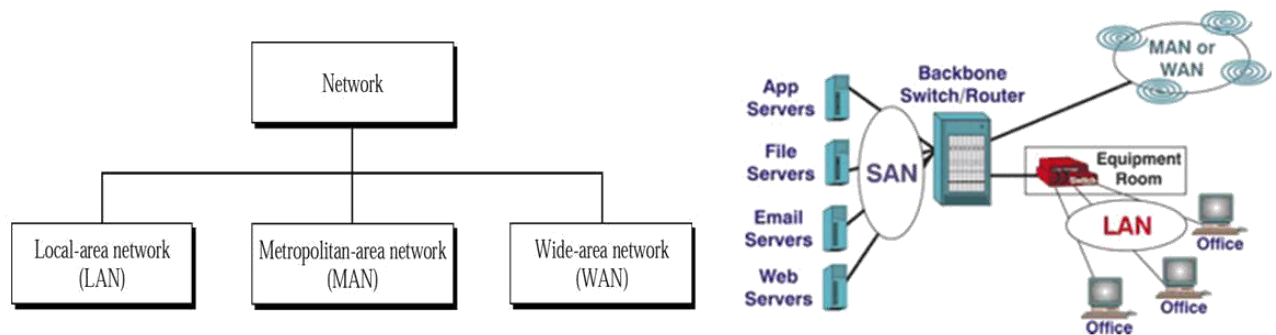 Network
Local-area network
(LAN)
Metropolitan-area network
(MAN)
Wide-area network
(WAN)
App
Servers
File
Servers
Email
Servers
Web
Servers
SAN
Backbone
Switch/Router
MAN or
WAN
Equipment
Room
Switch
LAN
Office
Office
Office